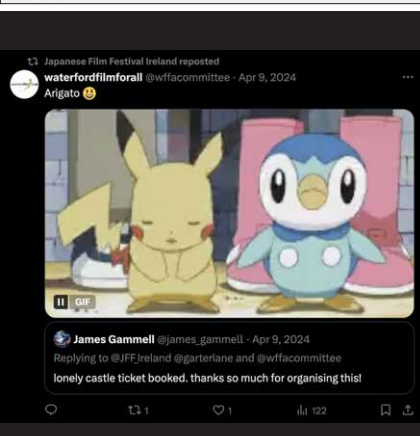 Japanese Film Festival Ireland reposted
waterfordfilmforall @wffacommittee · Apr 9, 2024 ...
Arigato 😃
GIF
James Gammell @james_gammell · Apr 9, 2024
Replying to @JFF_Ireland @garterlane and @wffacommittee
lonely castle ticket booked. thanks so much for organising this!
1 1 122